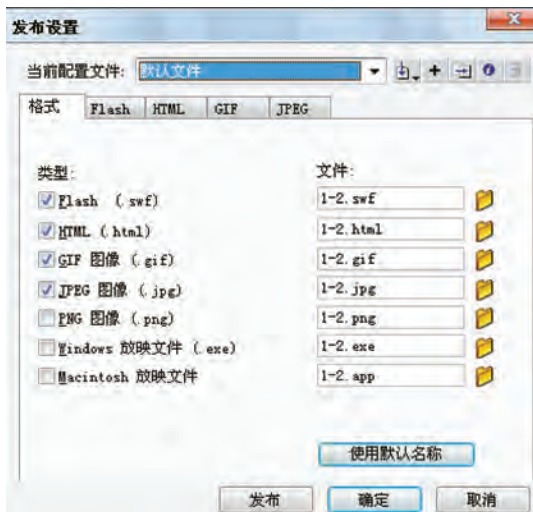 发布设置
当前配置文件: 默认文件
格式 Flash HTML GIF JPEG
类型: 文件:
Flash (.swf) 1-2.swf
HTML (.html) 1-2.html
GIF 图像 (.gif) 1-2.gif
JPEG 图像 (.jpg) 1-2.jpg
PNG 图像 (.png) 1-2.png
Windows 放映文件 (.exe) 1-2.exe
Macintosh 放映文件 1-2.app
使用默认名称
发布 确定 取消